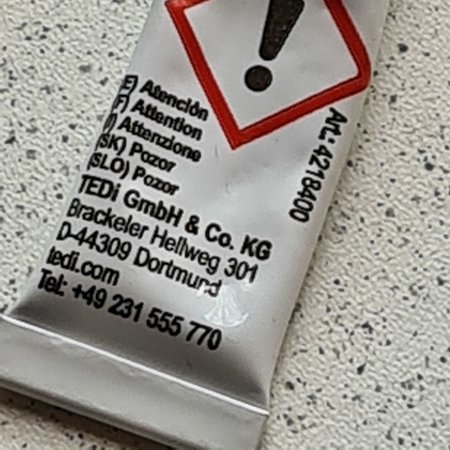 (E) Atención
(F) Attention
(I) Attenzione
(SK) Pozor
(SLO) Pozor
TEDi GmbH & Co. KG
Brackeler Hellweg 301
D-44309 Dortmund
tedi.com
Tel: +49 231 555 770
Art.: 4218400